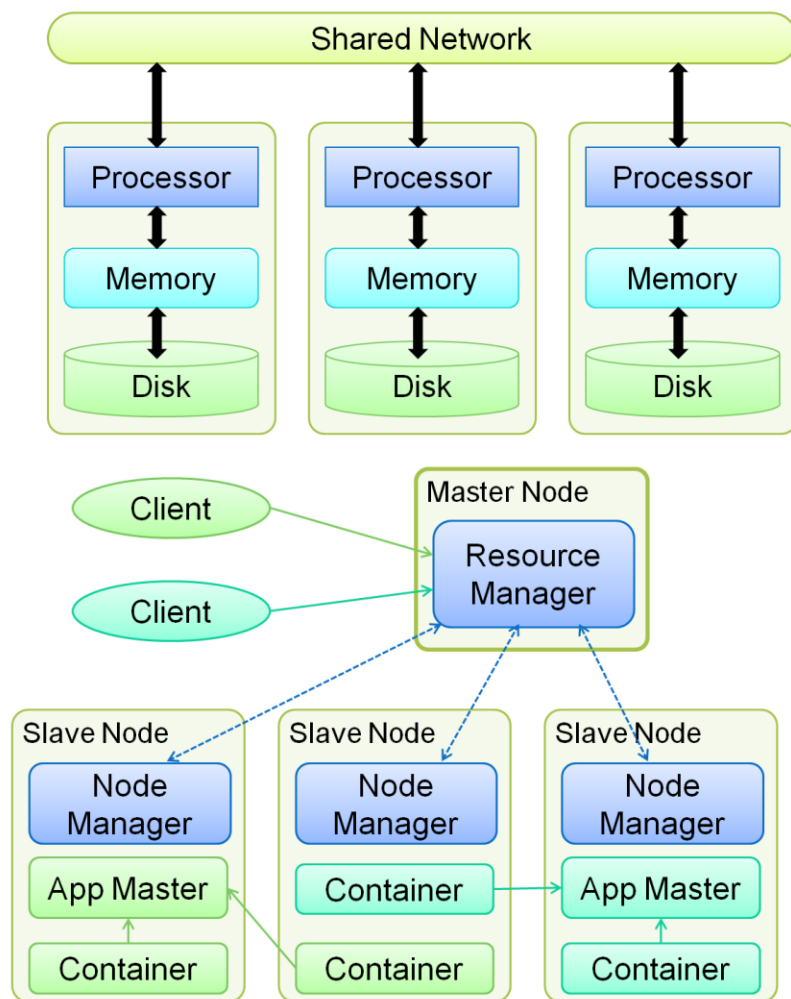 Shared Network
Processor
Processor
Processor
Memory
Memory
Memory
Disk
Disk
Disk
Client
Client
Master Node
Resource
Manager
Slave Node
Node
Manager
App Master
Container
Slave Node
Node
Manager
Container
Container
Slave Node
Node
Manager
App Master
Container